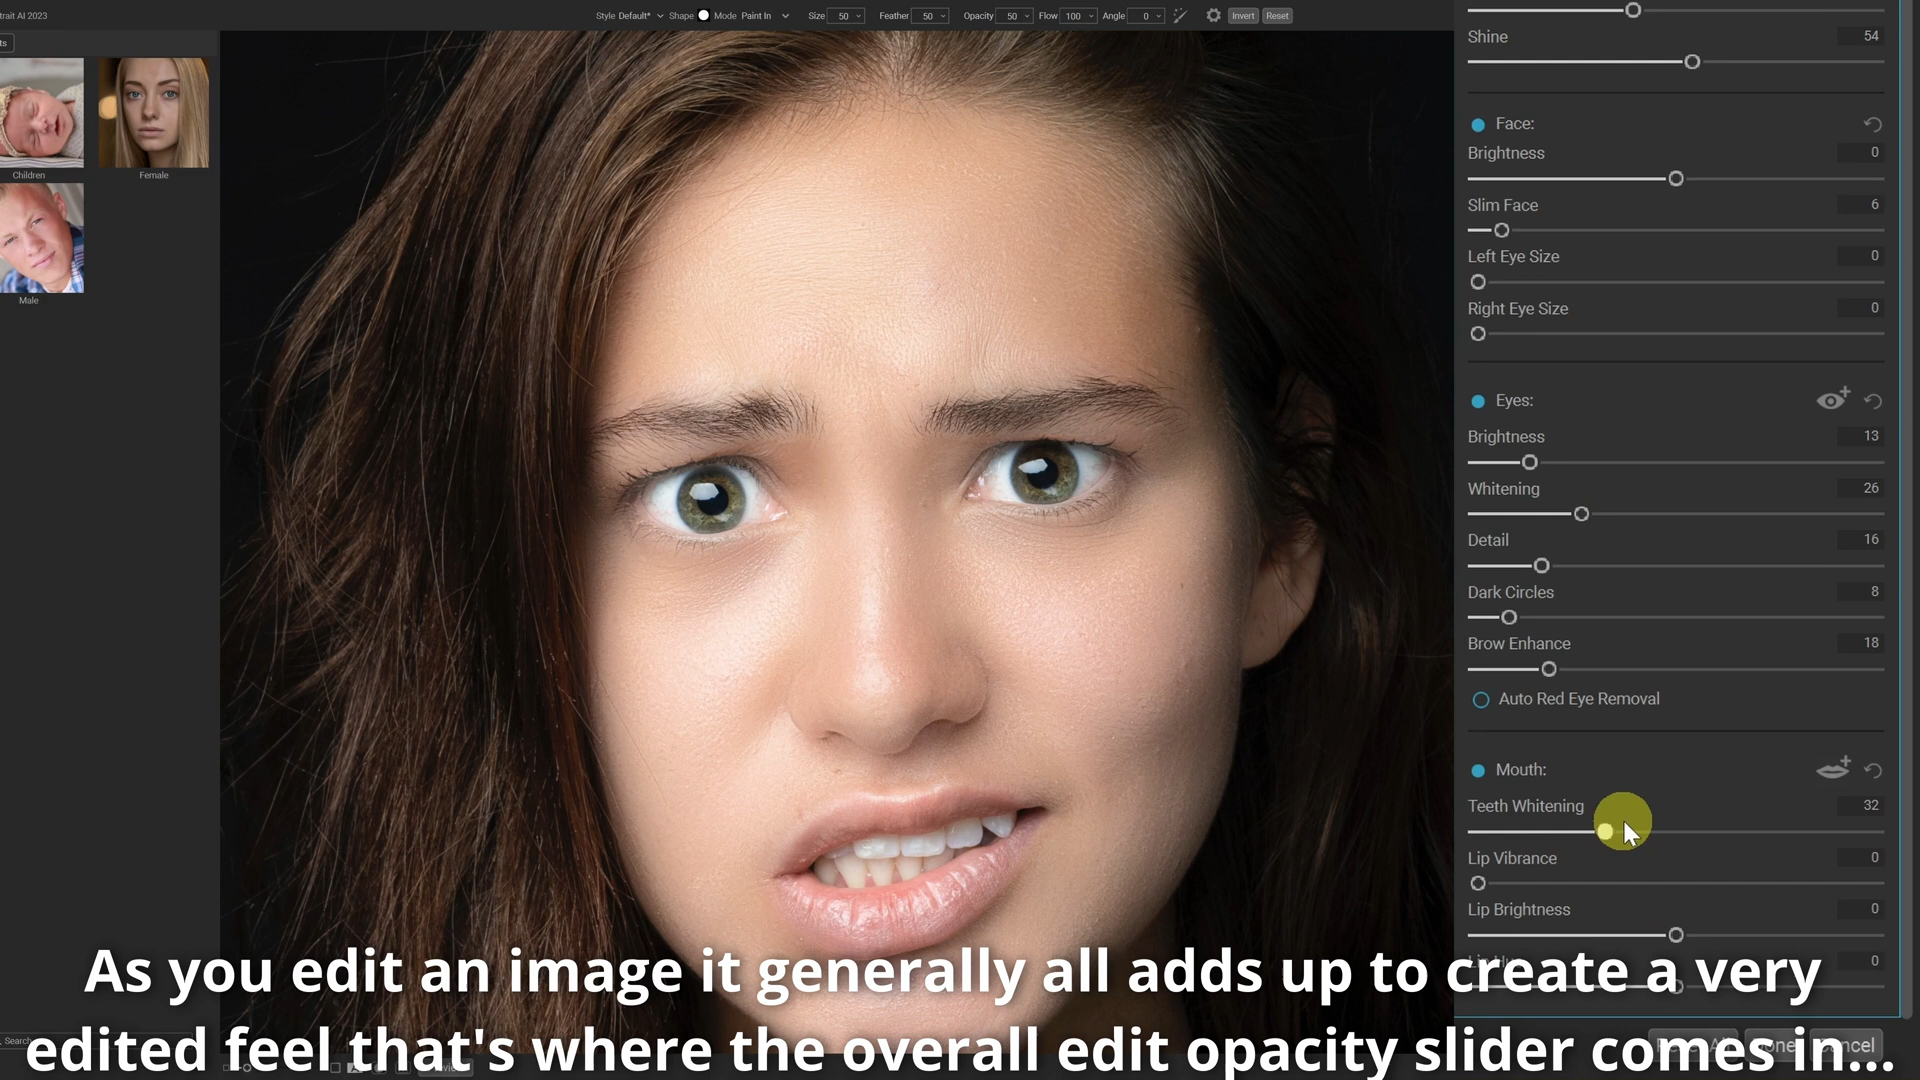 trait AI 2023
Style Default* Shape Mode Paint In Size 50 Feather 50 Opacity 50 Flow 100 Angle 0 Invert Reset
ts
Children
Female
Male
Shine 54
Face:
Brightness 0
Slim Face 6
Left Eye Size 0
Right Eye Size 0
Eyes:
Brightness 13
Whitening 26
Detail 16
Dark Circles 8
Brow Enhance 18
Auto Red Eye Removal
Mouth:
Teeth Whitening 32
Lip Vibrance 0
Lip Brightness 0
0
As you edit an image it generally all adds up to create a very
edited feel that's where the overall edit opacity slider comes in...
Search